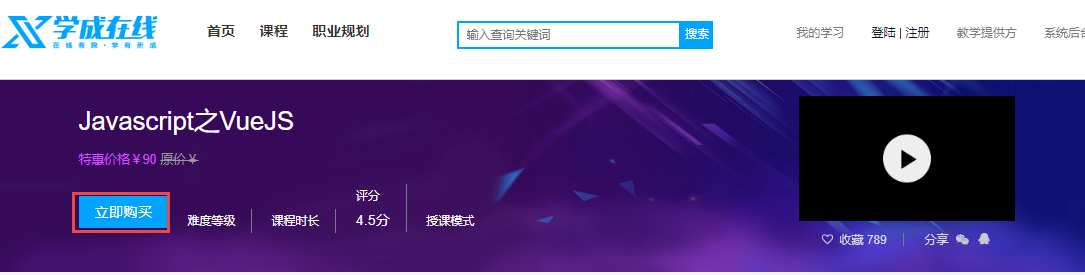 学成在线
在线有我·学有所成
首页 课程 职业规划
输入查询关键词 搜索
我的学习 登陆 | 注册 教学提供方 系统后台
Javascript之VueJS
特惠价格￥90 原价￥
立即购买
难度等级
课程时长
评分
4.5分
授课模式
收藏 789 分享